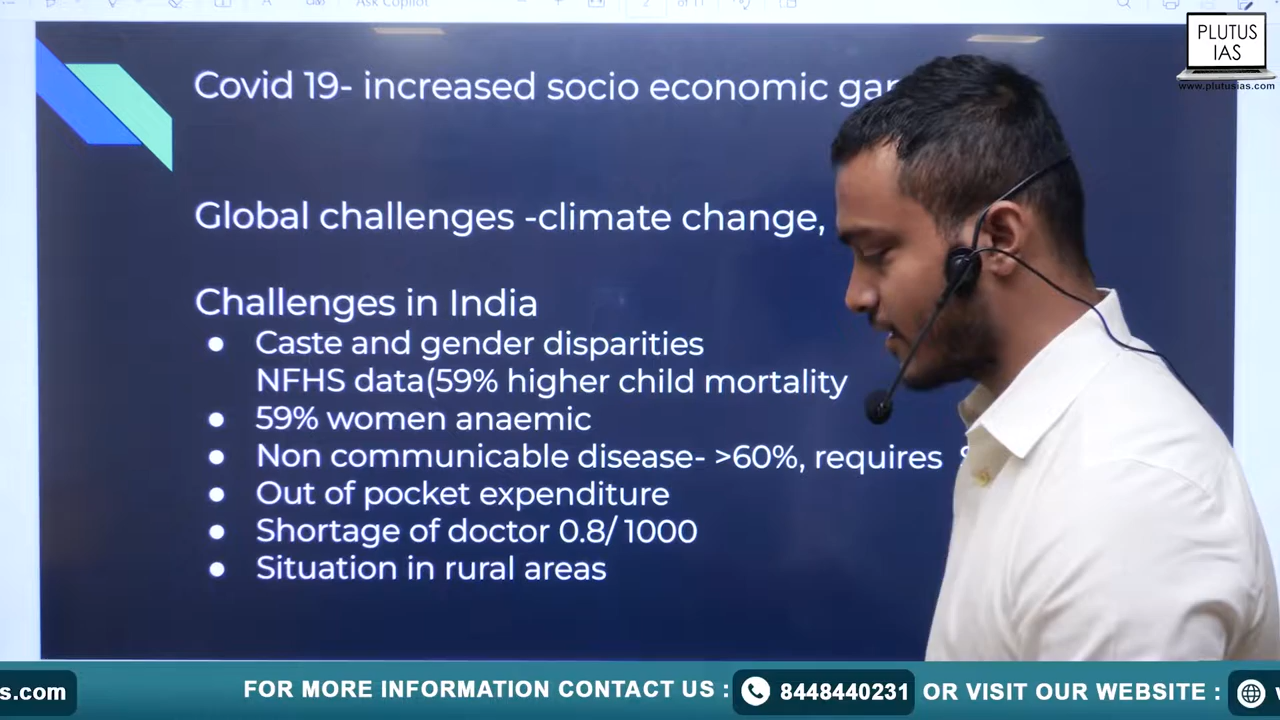 Ask Copilot
PLUTUS
IAS
www.plutusias.com
Covid 19- increased socio economic
Global challenges -climate change,
Challenges in India
● Caste and gender disparities
NFHS data(59% higher child mortality
● 59% women anaemic
● Non communicable disease- >60%, requires
● Out of pocket expenditure
● Shortage of doctor 0.8/ 1000
● Situation in rural areas
s.com FOR MORE INFORMATION CONTACT US : 8448440231 OR VISIT OUR WEBSITE :